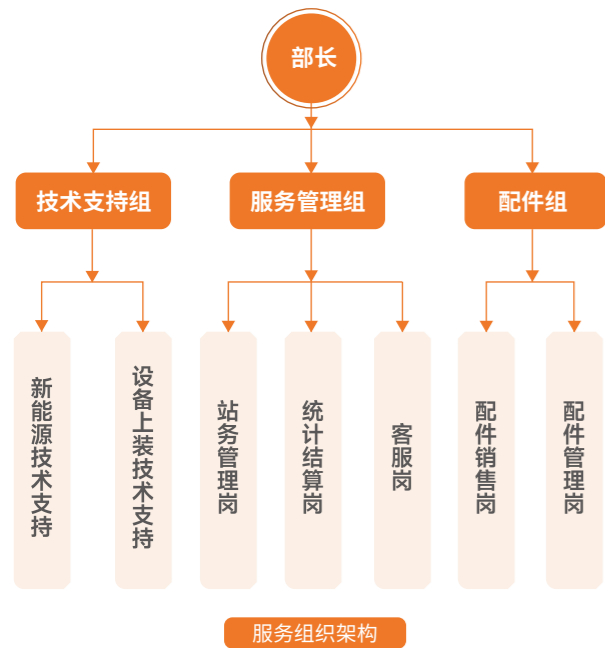 部长
技术支持组
服务管理组
配件组
新能源技术支持
设备上装技术支持
站务管理岗
统计结算岗
客服岗
配件销售岗
配件管理岗
服务组织架构